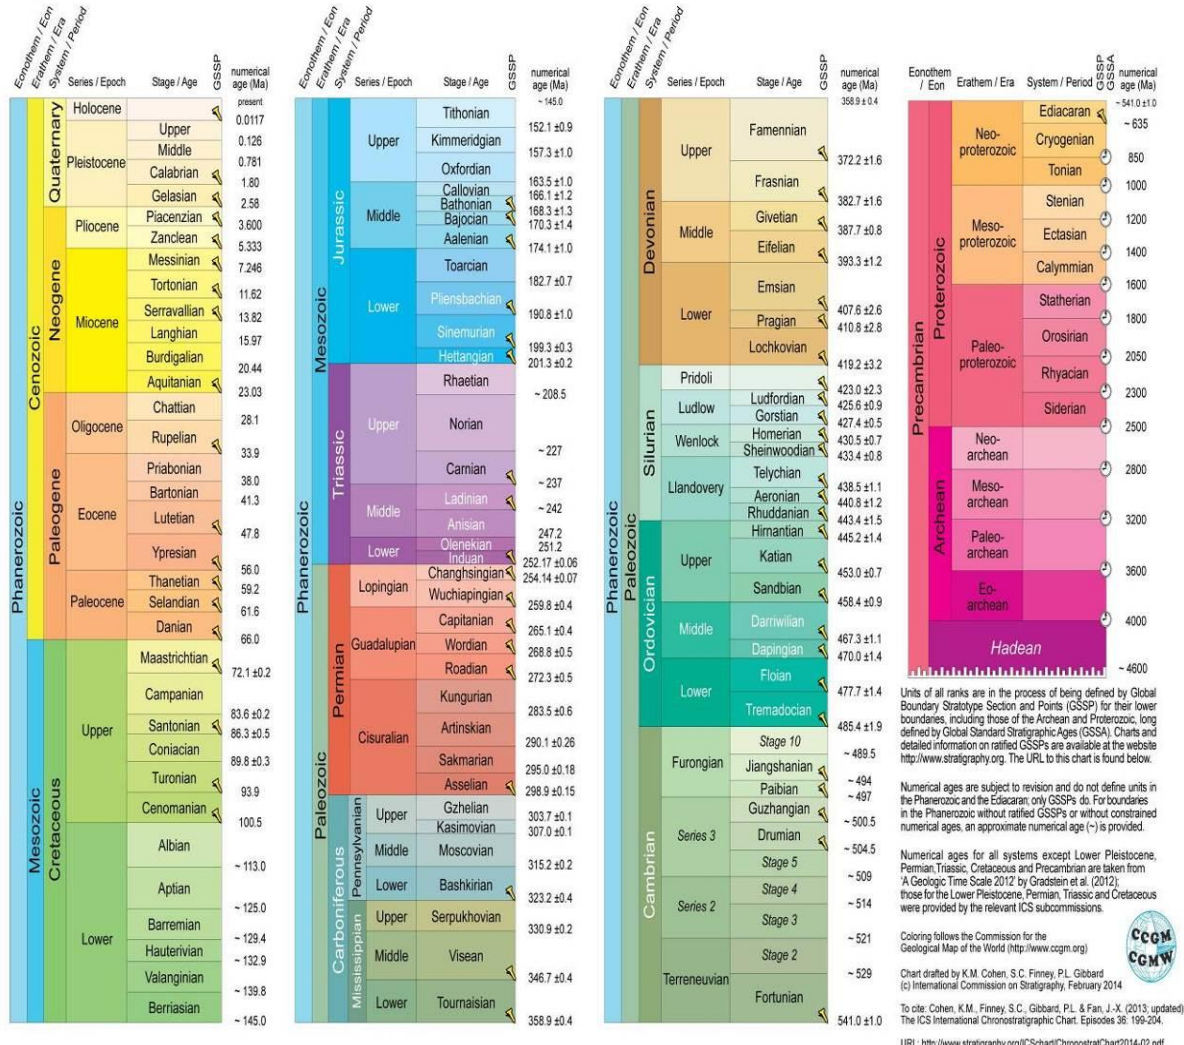 Eonothem / Eon
Erathem / Era
System / Period
Series / Epoch
Stage / Age
GSSP
numerical
age (Ma)
Phanerozoic
Cenozoic
Mesozoic
Quaternary
Neogene
Paleogene
Cretaceous
Holocene
Pleistocene
Pliocene
Miocene
Oligocene
Eocene
Paleocene
Upper
Lower
Upper
Middle
Calabrian
Gelasian
Piacenzian
Zanclean
Messinian
Tortonian
Serravallian
Langhian
Burdigalian
Aquitanian
Chattian
Rupelian
Priabonian
Bartonian
Lutetian
Ypresian
Thanetian
Selandian
Danian
Maastrichtian
Campanian
Santonian
Coniacian
Turonian
Cenomanian
Albian
Aptian
Barremian
Hauterivian
Valanginian
Berriasian
present
0.0117
0.126
0.781
1.80
2.58
3.600
5.333
7.246
11.62
13.82
15.97
20.44
23.03
28.1
33.9
38.0
41.3
47.8
56.0
59.2
61.6
66.0
72.1 ±0.2
83.6 ±0.2
86.3 ±0.5
89.8 ±0.3
93.9
100.5
~ 113.0
~ 125.0
~ 129.4
~ 132.9
~ 139.8
~ 145.0
Eonothem / Eon
Erathem / Era
System / Period
Series / Epoch
Stage / Age
GSSP
numerical
age (Ma)
Phanerozoic
Mesozoic
Paleozoic
Jurassic
Triassic
Permian
Carboniferous
Pennsylvanian
Mississippian
Upper
Middle
Lower
Upper
Middle
Lower
Lopingian
Guadalupian
Cisuralian
Upper
Middle
Lower
Upper
Middle
Lower
Tithonian
Kimmeridgian
Oxfordian
Callovian
Bathonian
Bajocian
Aalenian
Toarcian
Pliensbachian
Sinemurian
Hettangian
Rhaetian
Norian
Carnian
Ladinian
Anisian
Olenekian
Induan
Changhsingian
Wuchiapingian
Capitanian
Wordian
Roadian
Kungurian
Artinskian
Sakmarian
Asselian
Gzhelian
Kasimovian
Moscovian
Bashkirian
Serpukhovian
Visean
Tournaisian
~ 145.0
152.1 ±0.9
157.3 ±1.0
163.5 ±1.0
166.1 ±1.2
168.3 ±1.3
170.3 ±1.4
174.1 ±1.0
182.7 ±0.7
190.8 ±1.0
199.3 ±0.3
201.3 ±0.2
~ 208.5
~ 227
~ 237
~ 242
247.2
251.2
252.17 ±0.06
254.14 ±0.07
259.8 ±0.4
265.1 ±0.4
268.8 ±0.5
272.3 ±0.5
283.5 ±0.6
290.1 ±0.26
295.0 ±0.18
298.9 ±0.15
303.7 ±0.1
307.0 ±0.1
315.2 ±0.2
323.2 ±0.4
330.9 ±0.2
346.7 ±0.4
358.9 ±0.4
Eonothem / Eon
Erathem / Era
System / Period
Series / Epoch
Stage / Age
GSSP
numerical
age (Ma)
Phanerozoic
Paleozoic
Devonian
Silurian
Ordovician
Cambrian
Upper
Middle
Lower
Pridoli
Ludlow
Wenlock
Llandovery
Upper
Middle
Lower
Furongian
Series 3
Series 2
Terreneuvian
Famennian
Frasnian
Givetian
Eifelian
Emsian
Pragian
Lochkovian
Ludfordian
Gorstian
Homerian
Sheinwoodian
Telychian
Aeronian
Rhuddanian
Hirnantian
Katian
Sandbian
Darriwilian
Dapingian
Floian
Tremadocian
Stage 10
Jiangshanian
Paibian
Guzhangian
Drumian
Stage 5
Stage 4
Stage 3
Stage 2
Fortunian
358.9 ± 0.4
372.2 ±1.6
382.7 ±1.6
387.7 ±0.8
393.3 ±1.2
407.6 ±2.6
410.8 ±2.8
419.2 ±3.2
423.0 ±2.3
425.6 ±0.9
427.4 ±0.5
430.5 ±0.7
433.4 ±0.8
438.5 ±1.1
440.8 ±1.2
443.4 ±1.5
445.2 ±1.4
453.0 ±0.7
458.4 ±0.9
467.3 ±1.1
470.0 ±1.4
477.7 ±1.4
485.4 ±1.9
~ 489.5
~ 494
~ 497
~ 500.5
~ 504.5
~ 509
~ 514
~ 521
~ 529
541.0 ±1.0
Eonothem
/ Eon
Erathem / Era
System / Period
GSSP
GSSA
numerical
age (Ma)
Precambrian
Proterozoic
Archean
Hadean
Neo-
proterozoic
Meso-
proterozoic
Paleo-
proterozoic
Neo-
archean
Meso-
archean
Paleo-
archean
Eo-
archean
Ediacaran
Cryogenian
Tonian
Stenian
Ectasian
Calymmian
Statherian
Orosirian
Rhyacian
Siderian
~ 541.0 ±1.0
~ 635
850
1000
1200
1400
1600
1800
2050
2300
2500
2800
3200
3600
4000
~ 4600
Units of all ranks are in the process of being defined by Global
Boundary Stratotype Section and Points (GSSP) for their lower
boundaries, including those of the Archean and Proterozoic, long
defined by Global Standard Stratigraphic Ages (GSSA). Charts and
detailed information on ratified GSSPs are available at the website
http://www.stratigraphy.org. The URL to this chart is found below.
Numerical ages are subject to revision and do not define units in
the Phanerozoic and the Ediacaran; only GSSPs do. For boundaries
in the Phanerozoic without ratified GSSPs or without constrained
numerical ages, an approximate numerical age (~) is provided.
Numerical ages for all systems except Lower Pleistocene,
Permian,Triassic, Cretaceous and Precambrian are taken from
'A Geologic Time Scale 2012' by Gradstein et al. (2012);
those for the Lower Pleistocene, Permian, Triassic and Cretaceous
were provided by the relevant ICS subcommissions.
Coloring follows the Commission for the
Geological Map of the World (http://www.ccgm.org)
CCGM
CGMW
Chart drafted by K.M. Cohen, S.C. Finney, P.L. Gibbard
(c) International Commission on Stratigraphy, February 2014
To cite: Cohen, K.M., Finney, S.C., Gibbard, P.L. & Fan, J.-X. (2013; updated)
The ICS International Chronostratigraphic Chart. Episodes 36: 199-204.
URL: http://www.stratigraphy.org/ICSchart/ChronostratChart2014-02.pdf